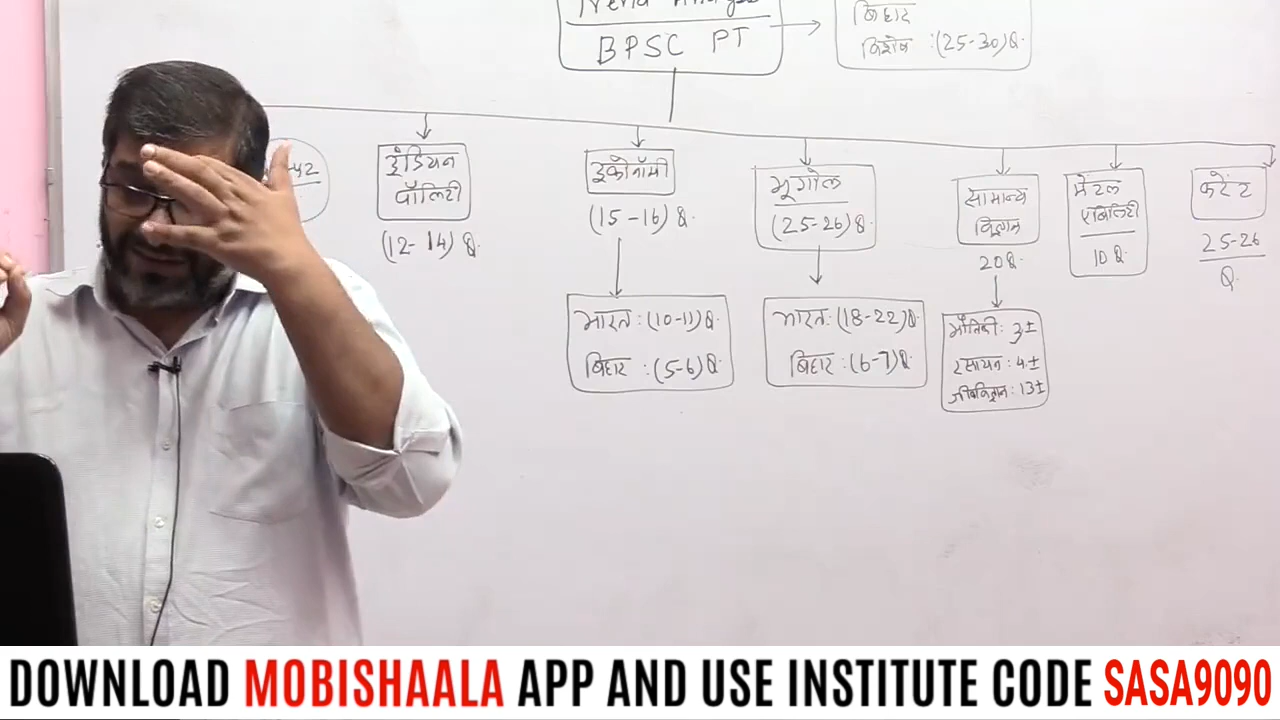 BPSC PT
बिहार
विशेष :(25-30)Q.
-42
इंडियन
पॉलिटी
(12-14) Q.
इकोनॉमी
(15-16) Q.
भारत:(10-11)Q.
बिहार :(5-6)Q.
भूगोल
(25-26)Q.
भारत:(18-22)Q.
बिहार:(6-7)Q.
सामान्य
विज्ञान
20Q.
भौतिकी: 3±
रसायन: 4±
जीवविज्ञान: 13±
मेंटल
एबिलिटी
10 Q.
करेंट
25-26
Q.
DOWNLOAD MOBISHAALA APP AND USE INSTITUTE CODE SASA9090